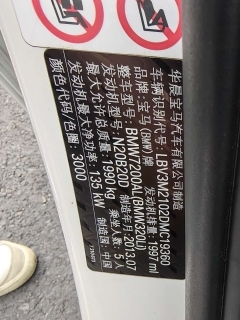 华晨宝马汽车有限公司制造
车辆识别代号: LBV3M21020MC19360
品牌: 宝马 (BMW) 牌 发动机排量: 1997 ml
整车型号: BMW7200AL(BMW320Li)
发动机型号: N20B20D 制造年月: 2013.07
最大允许总质量: 1990 kg 乘坐人数: 5人
发动机最大净功率: 135 kW 制造国: 中国
颜色代码/色圈: 300